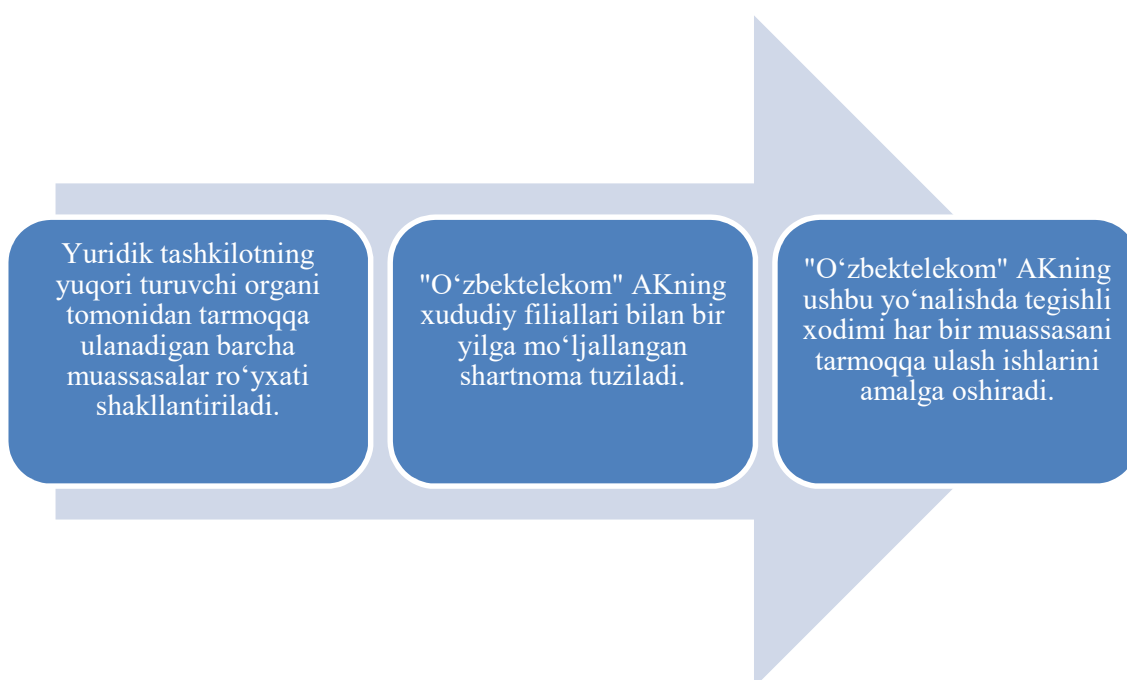 Yuridik tashkilotning
yuqori turuvchi organi
tomonidan tarmoqqa
ulanadigan barcha
muassasalar ro‘yxati
shakllantiriladi.
"O‘zbektelekom" AKning
xududiy filiallari bilan bir
yilga mo‘ljallangan
shartnoma tuziladi.
"O‘zbektelekom" AKning
ushbu yo‘nalishda tegishli
xodimi har bir muassasani
tarmoqqa ulash ishlarini
amalga oshiradi.